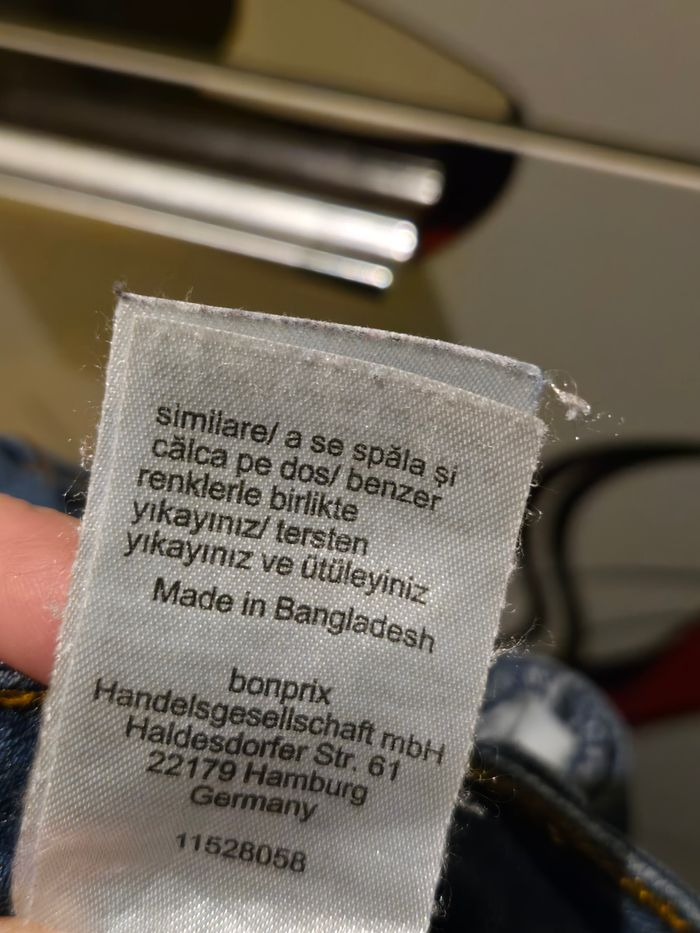 similare/ a se spăla și
călca pe dos/ benzer
renklerle birlikte
yıkayınız/ tersten
yıkayınız ve ütüleyiniz
Made in Bangladesh
bonprix
Handelsgesellschaft mbH
Haldesdorfer Str. 61
22179 Hamburg
Germany
11528058